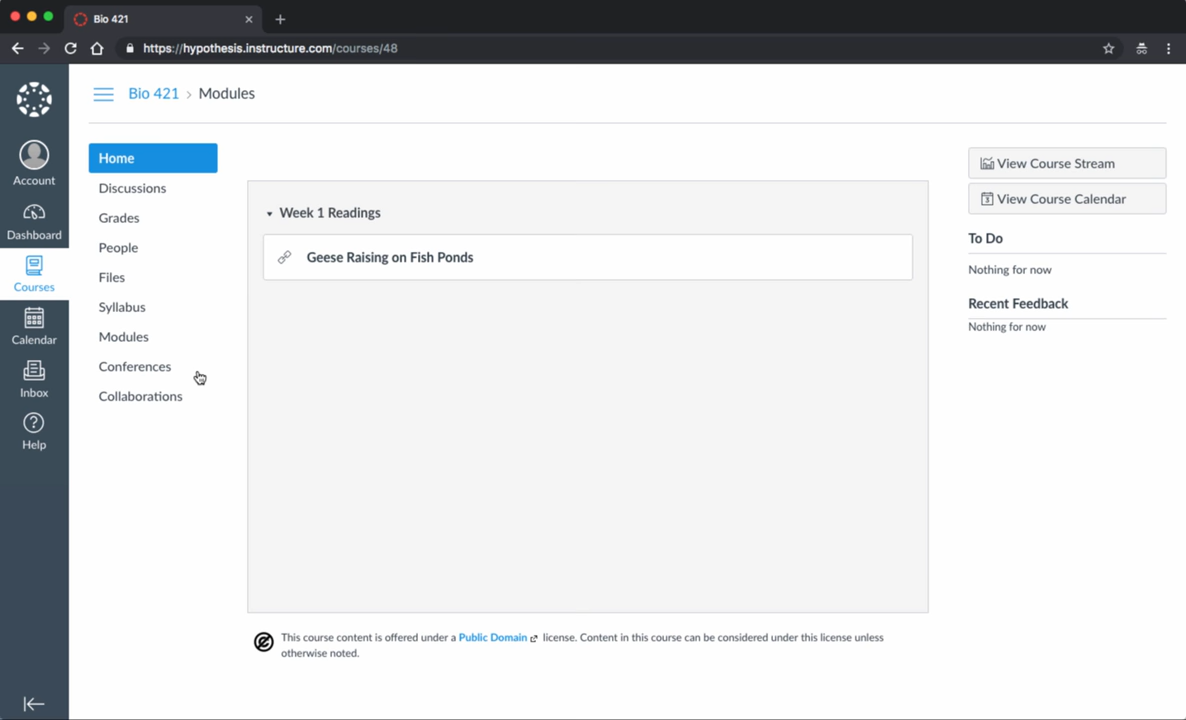 Bio 421
https://hypothesis.instructure.com/courses/48
Bio 421 › Modules
Account
Dashboard
Courses
Calendar
Inbox
Help
Home
Discussions
Grades
People
Files
Syllabus
Modules
Conferences
Collaborations
Week 1 Readings
Geese Raising on Fish Ponds
This course content is offered under a Public Domain license. Content in this course can be considered under this license unless
otherwise noted.
View Course Stream
3 View Course Calendar
To Do
Nothing for now
Recent Feedback
Nothing for now